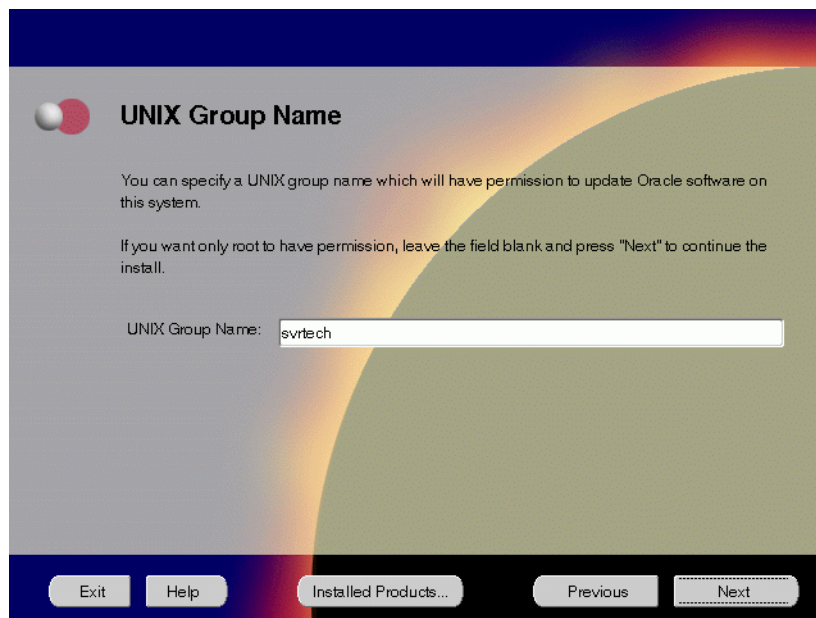 UNIX Group Name
You can specify a UNIX group name which will have permission to update Oracle software on
this system.
If you want only root to have permission, leave the field blank and press "Next" to continue the
install.
UNIX Group Name: svrtech
Exit Help Installed Products... Previous Next